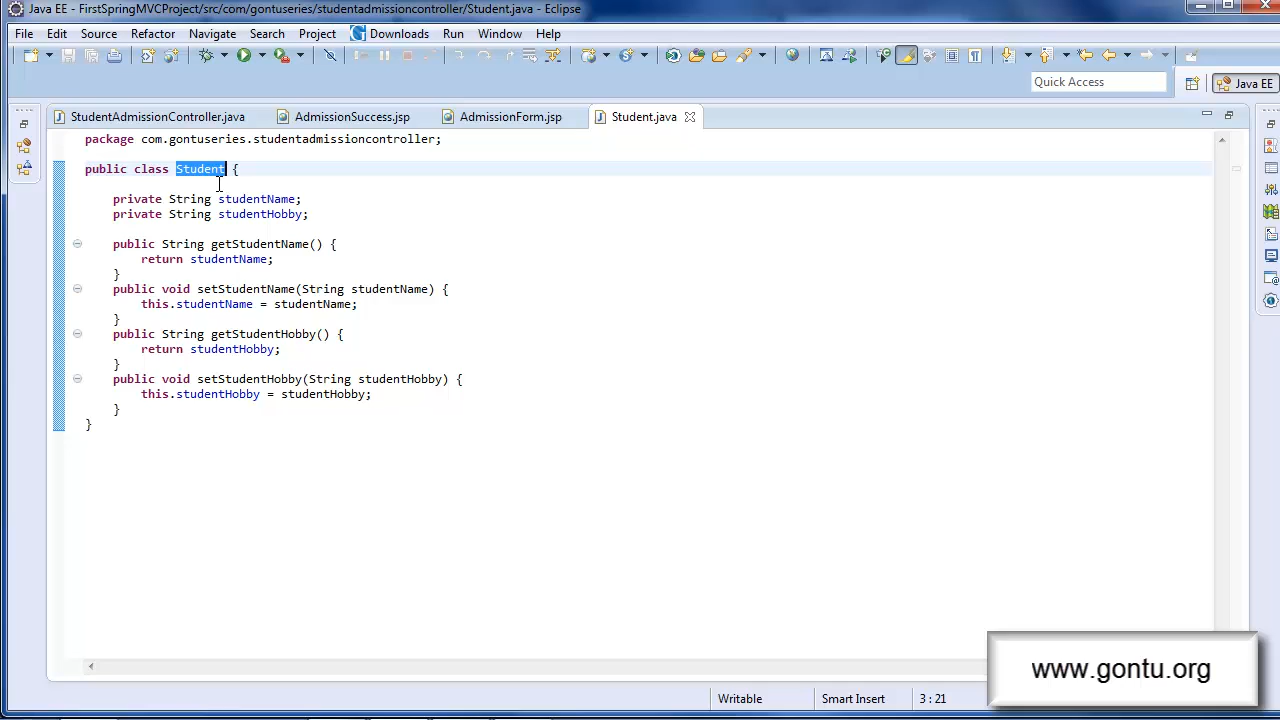 Java EE - FirstSpringMVCProject/src/com/gontuseries/studentadmissioncontroller/Student.java - Eclipse
File Edit Source Refactor Navigate Search Project Downloads Run Window Help
Quick Access
Java EE
StudentAdmissionController.java AdmissionSuccess.jsp AdmissionForm.jsp Student.java
package com.gontuseries.studentadmissioncontroller;
public class Student {
private String studentName;
private String studentHobby;
public String getStudentName() {
return studentName;
}
public void setStudentName(String studentName) {
this.studentName = studentName;
}
public String getStudentHobby() {
return studentHobby;
}
public void setStudentHobby(String studentHobby) {
this.studentHobby = studentHobby;
}
}
www.gontu.org
Writable Smart Insert 3 : 21